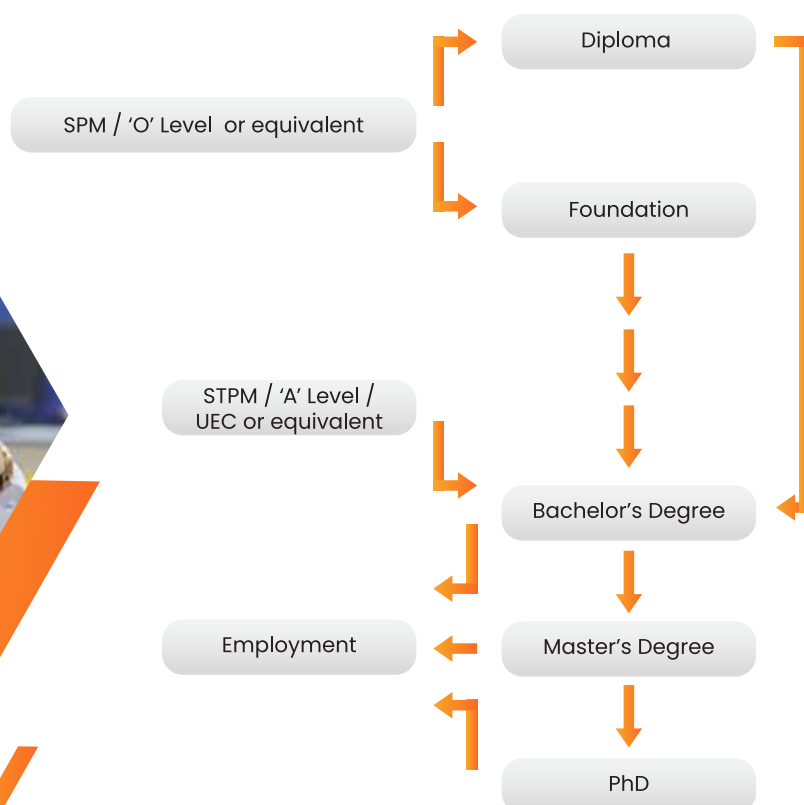 Diploma
SPM / ‘O’ Level or equivalent
Foundation
STPM / ‘A’ Level /
UEC or equivalent
Bachelor’s Degree
Employment
Master’s Degree
PhD